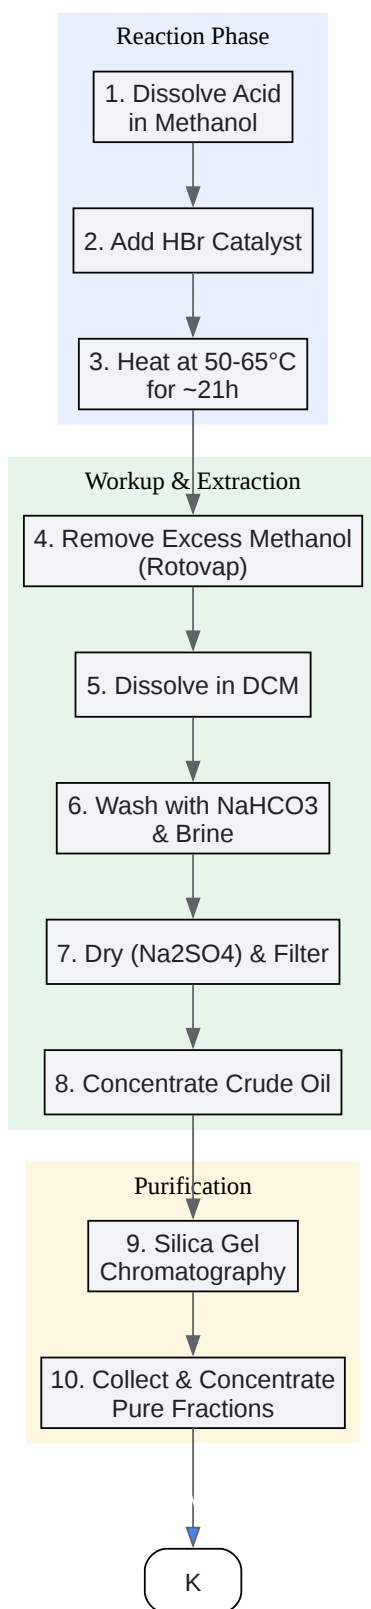 Reaction Phase
1. Dissolve Acid
in Methanol
2. Add HBr Catalyst
3. Heat at 50-65°C
for ~21h
Workup & Extraction
4. Remove Excess Methanol
(Rotovap)
5. Dissolve in DCM
6. Wash with NaHCO3
& Brine
7. Dry (Na2SO4) & Filter
8. Concentrate Crude Oil
Purification
9. Silica Gel
Chromatography
10. Collect & Concentrate
Pure Fractions
K